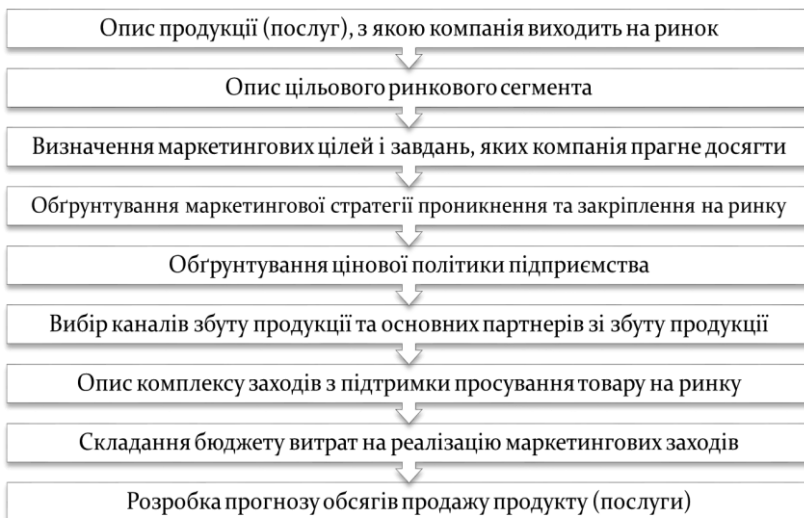 Опис продукції (послуг), з якою компанія виходить на ринок
Опис цільового ринкового сегмента
Визначення маркетингових цілей і завдань, яких компанія прагне досягти
Обґрунтування маркетингової стратегії проникнення та закріплення на ринку
Обґрунтування цінової політики підприємства
Вибір каналів збуту продукції та основних партнерів зі збуту продукції
Опис комплексу заходів з підтримки просування товару на ринку
Складання бюджету витрат на реалізацію маркетингових заходів
Розробка прогнозу обсягів продажу продукту (послуги)